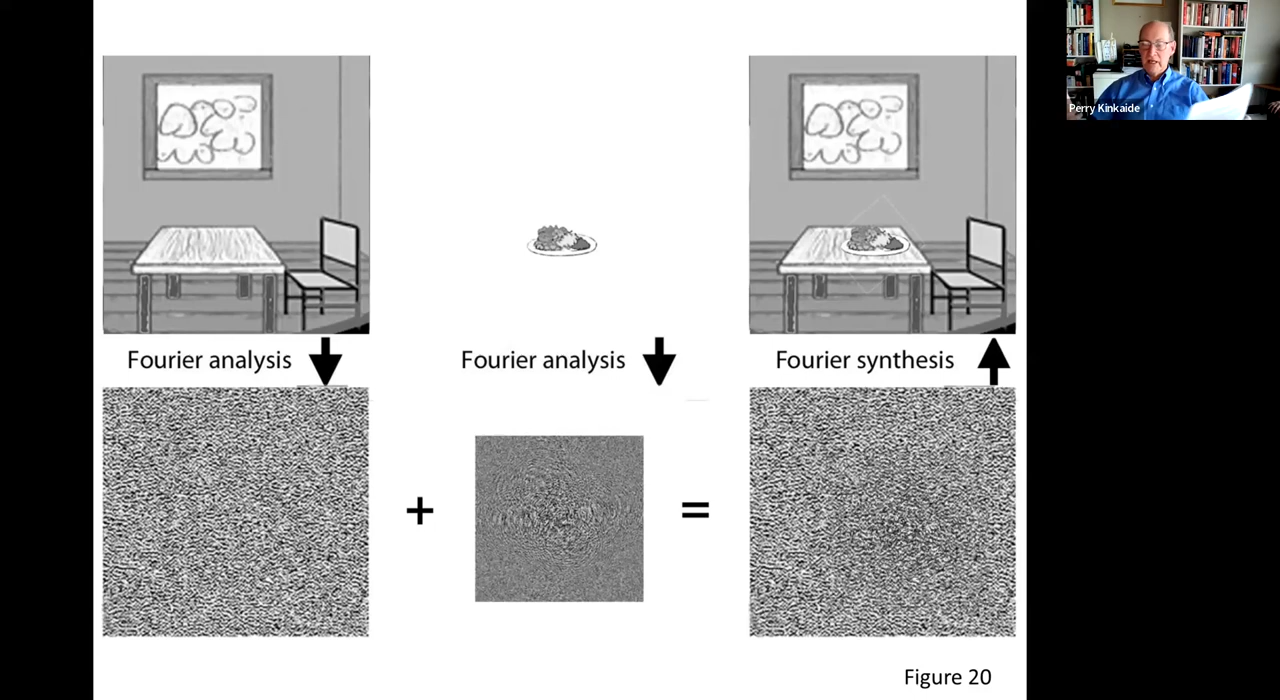 Perry Kinkaide
Fourier analysis
Fourier analysis
Fourier synthesis
+
=
Figure 20